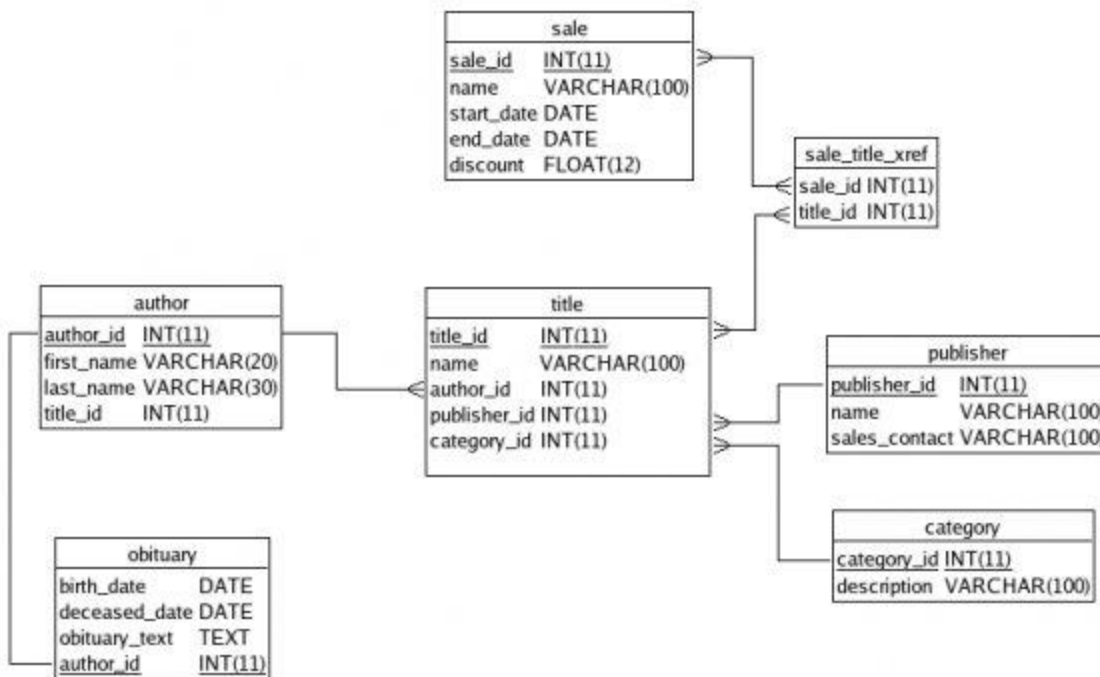 sale
sale_id INT(11)
name VARCHAR(100)
start_date DATE
end_date DATE
discount FLOAT(12)
sale_title_xref
sale_id INT(11)
title_id INT(11)
author
author_id INT(11)
first_name VARCHAR(20)
last_name VARCHAR(30)
title_id INT(11)
title
title_id INT(11)
name VARCHAR(100)
author_id INT(11)
publisher_id INT(11)
category_id INT(11)
publisher
publisher_id INT(11)
name VARCHAR(100
sales_contact VARCHAR(100
category
category_id INT(11)
description VARCHAR(100)
obituary
birth_date DATE
deceased_date DATE
obituary_text TEXT
author_id INT(11)